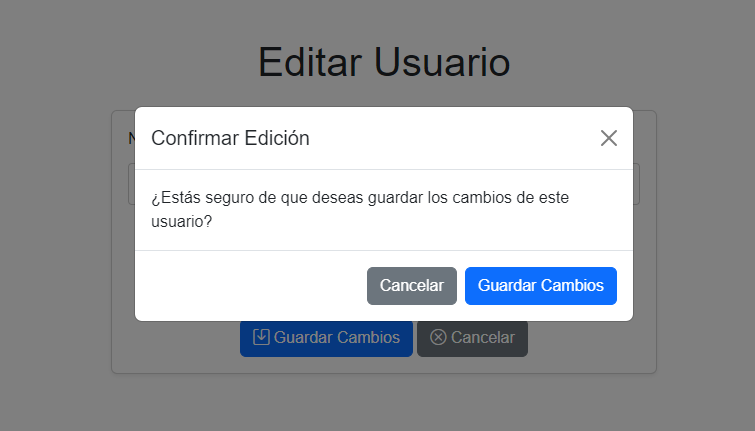 Editar Usuario
Confirmar Edición
¿Estás seguro de que deseas guardar los cambios de este
usuario?
Cancelar Guardar Cambios
Guardar Cambios Cancelar